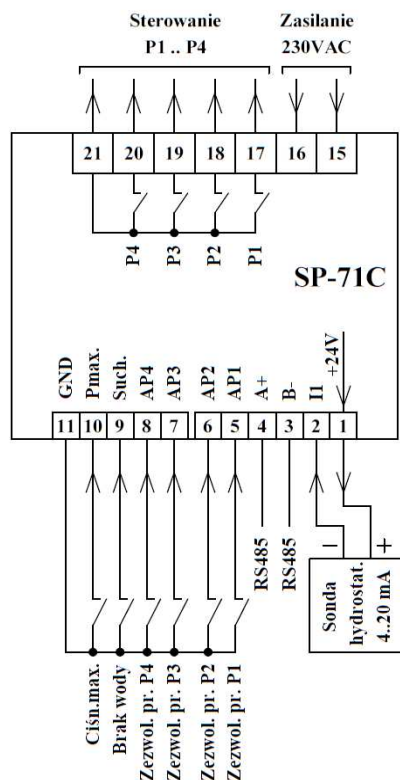 Sterowanie
P1 .. P4
Zasilanie
230VAC
21
20
19
18
17
16
15
P4
P3
P2
P1
SP-71C
GND
Pmax.
Such.
AP4
AP3
AP2
AP1
A+
B-
I1
+24V
11
10
9
8
7
6
5
4
3
2
1
RS485
RS485
−
+
Sonda
hydrostat.
4..20 mA
Ciśn.max.
Brak wody
Zezwol. pr. P4
Zezwol. pr. P3
Zezwol. pr. P2
Zezwol. pr. P1